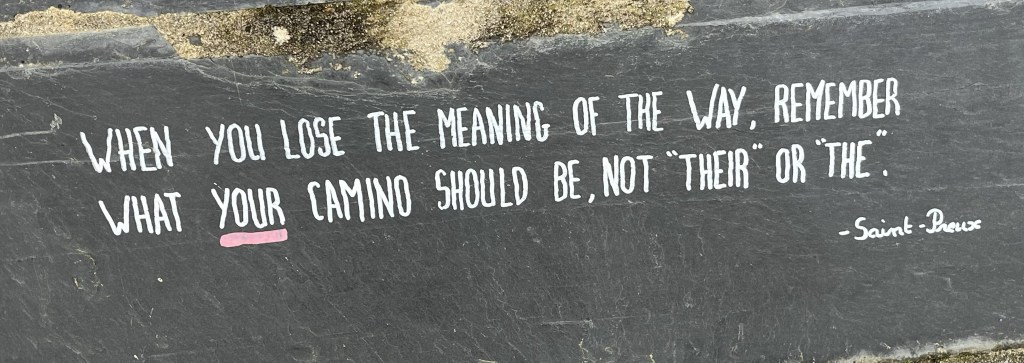 WHEN YOU LOSE THE MEANING OF THE WAY, REMEMBER
WHAT YOUR CAMINO SHOULD BE, NOT "THEIR" OR "THE".
-Saint-Preux